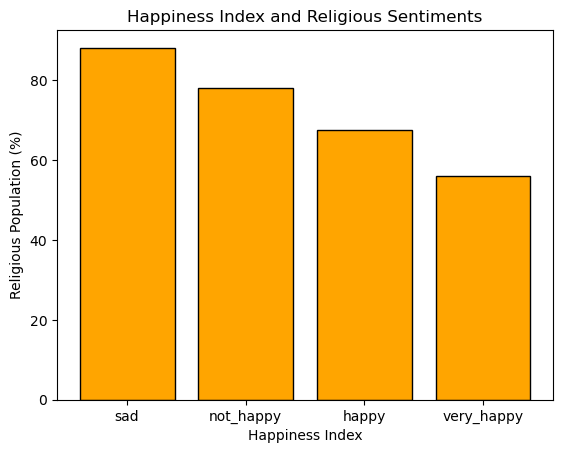 Happiness Index and Religious Sentiments
Religious Population (%)
80
60
40
20
0
sad not_happy happy very_happy
Happiness Index